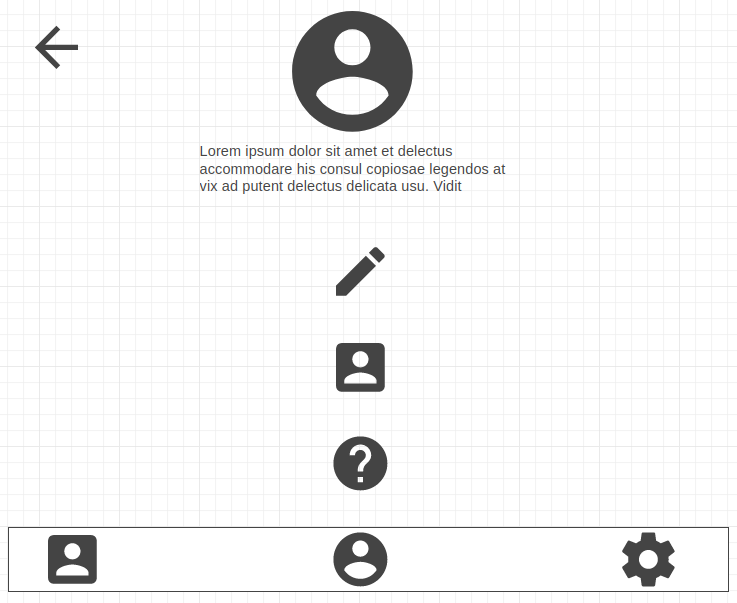 Lorem ipsum dolor sit amet et delectus
accommodare his consul copiosae legendos at
vix ad putent delectus delicata usu. Vidit